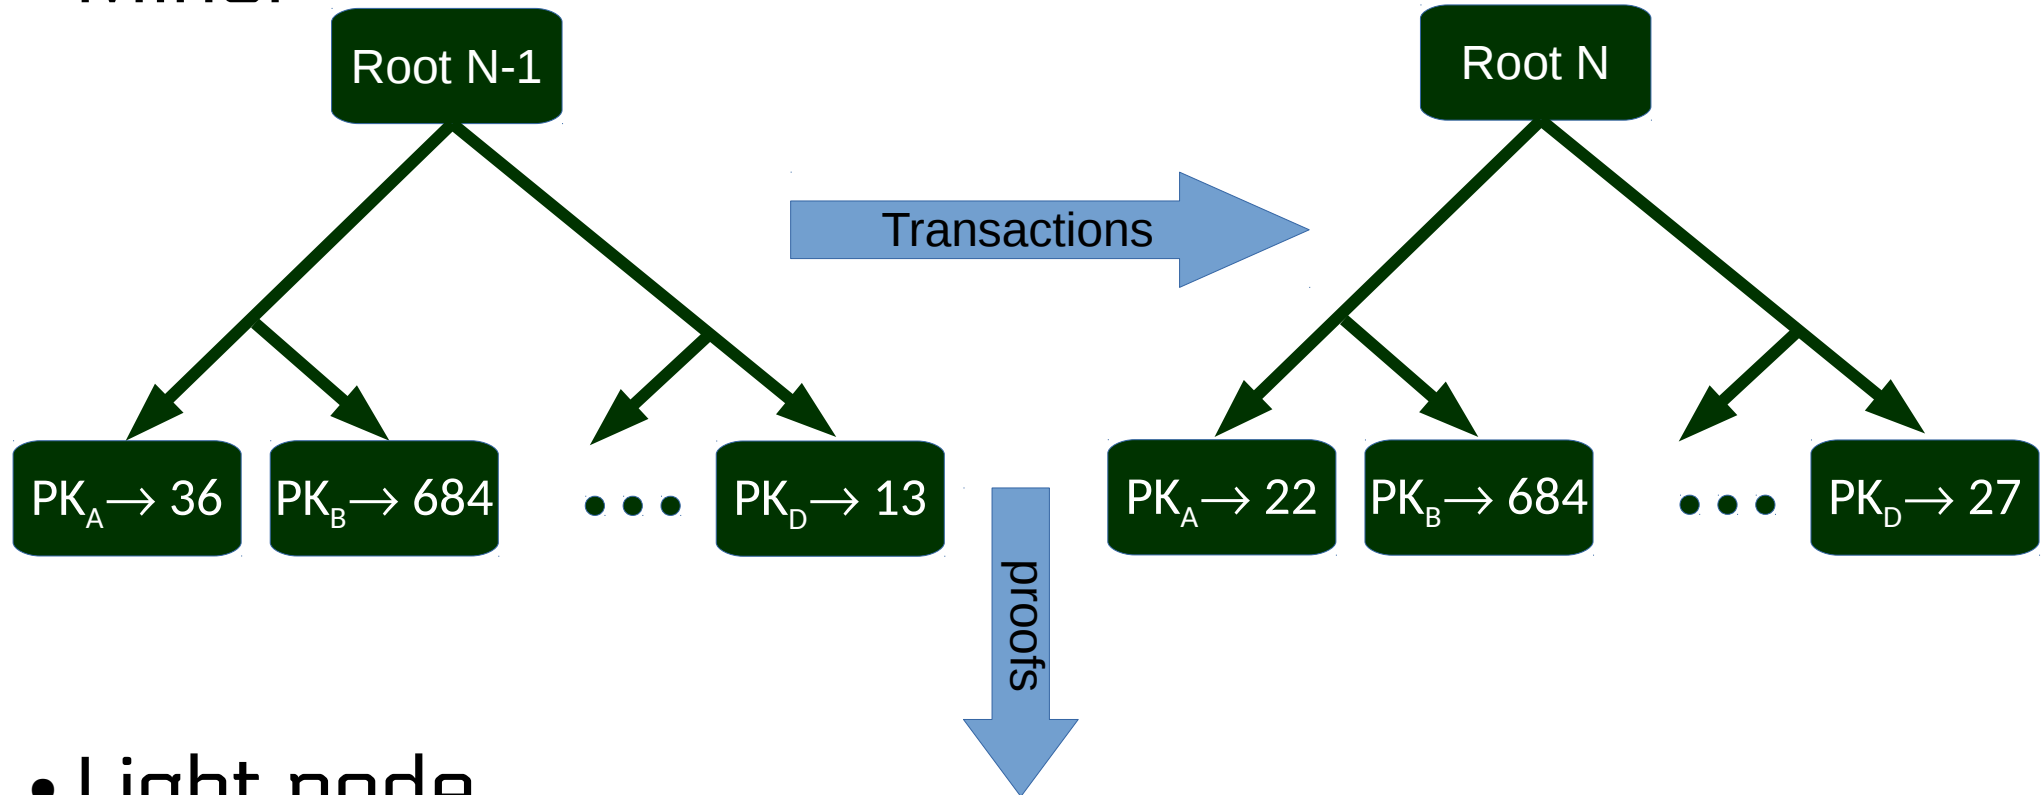 Miner
Root N-1
Root N
Transactions
PKA→ 36
PKB→ 684
PKD→ 13
PKA→ 22
PKB→ 684
PKD→ 27
proofs
• Light node